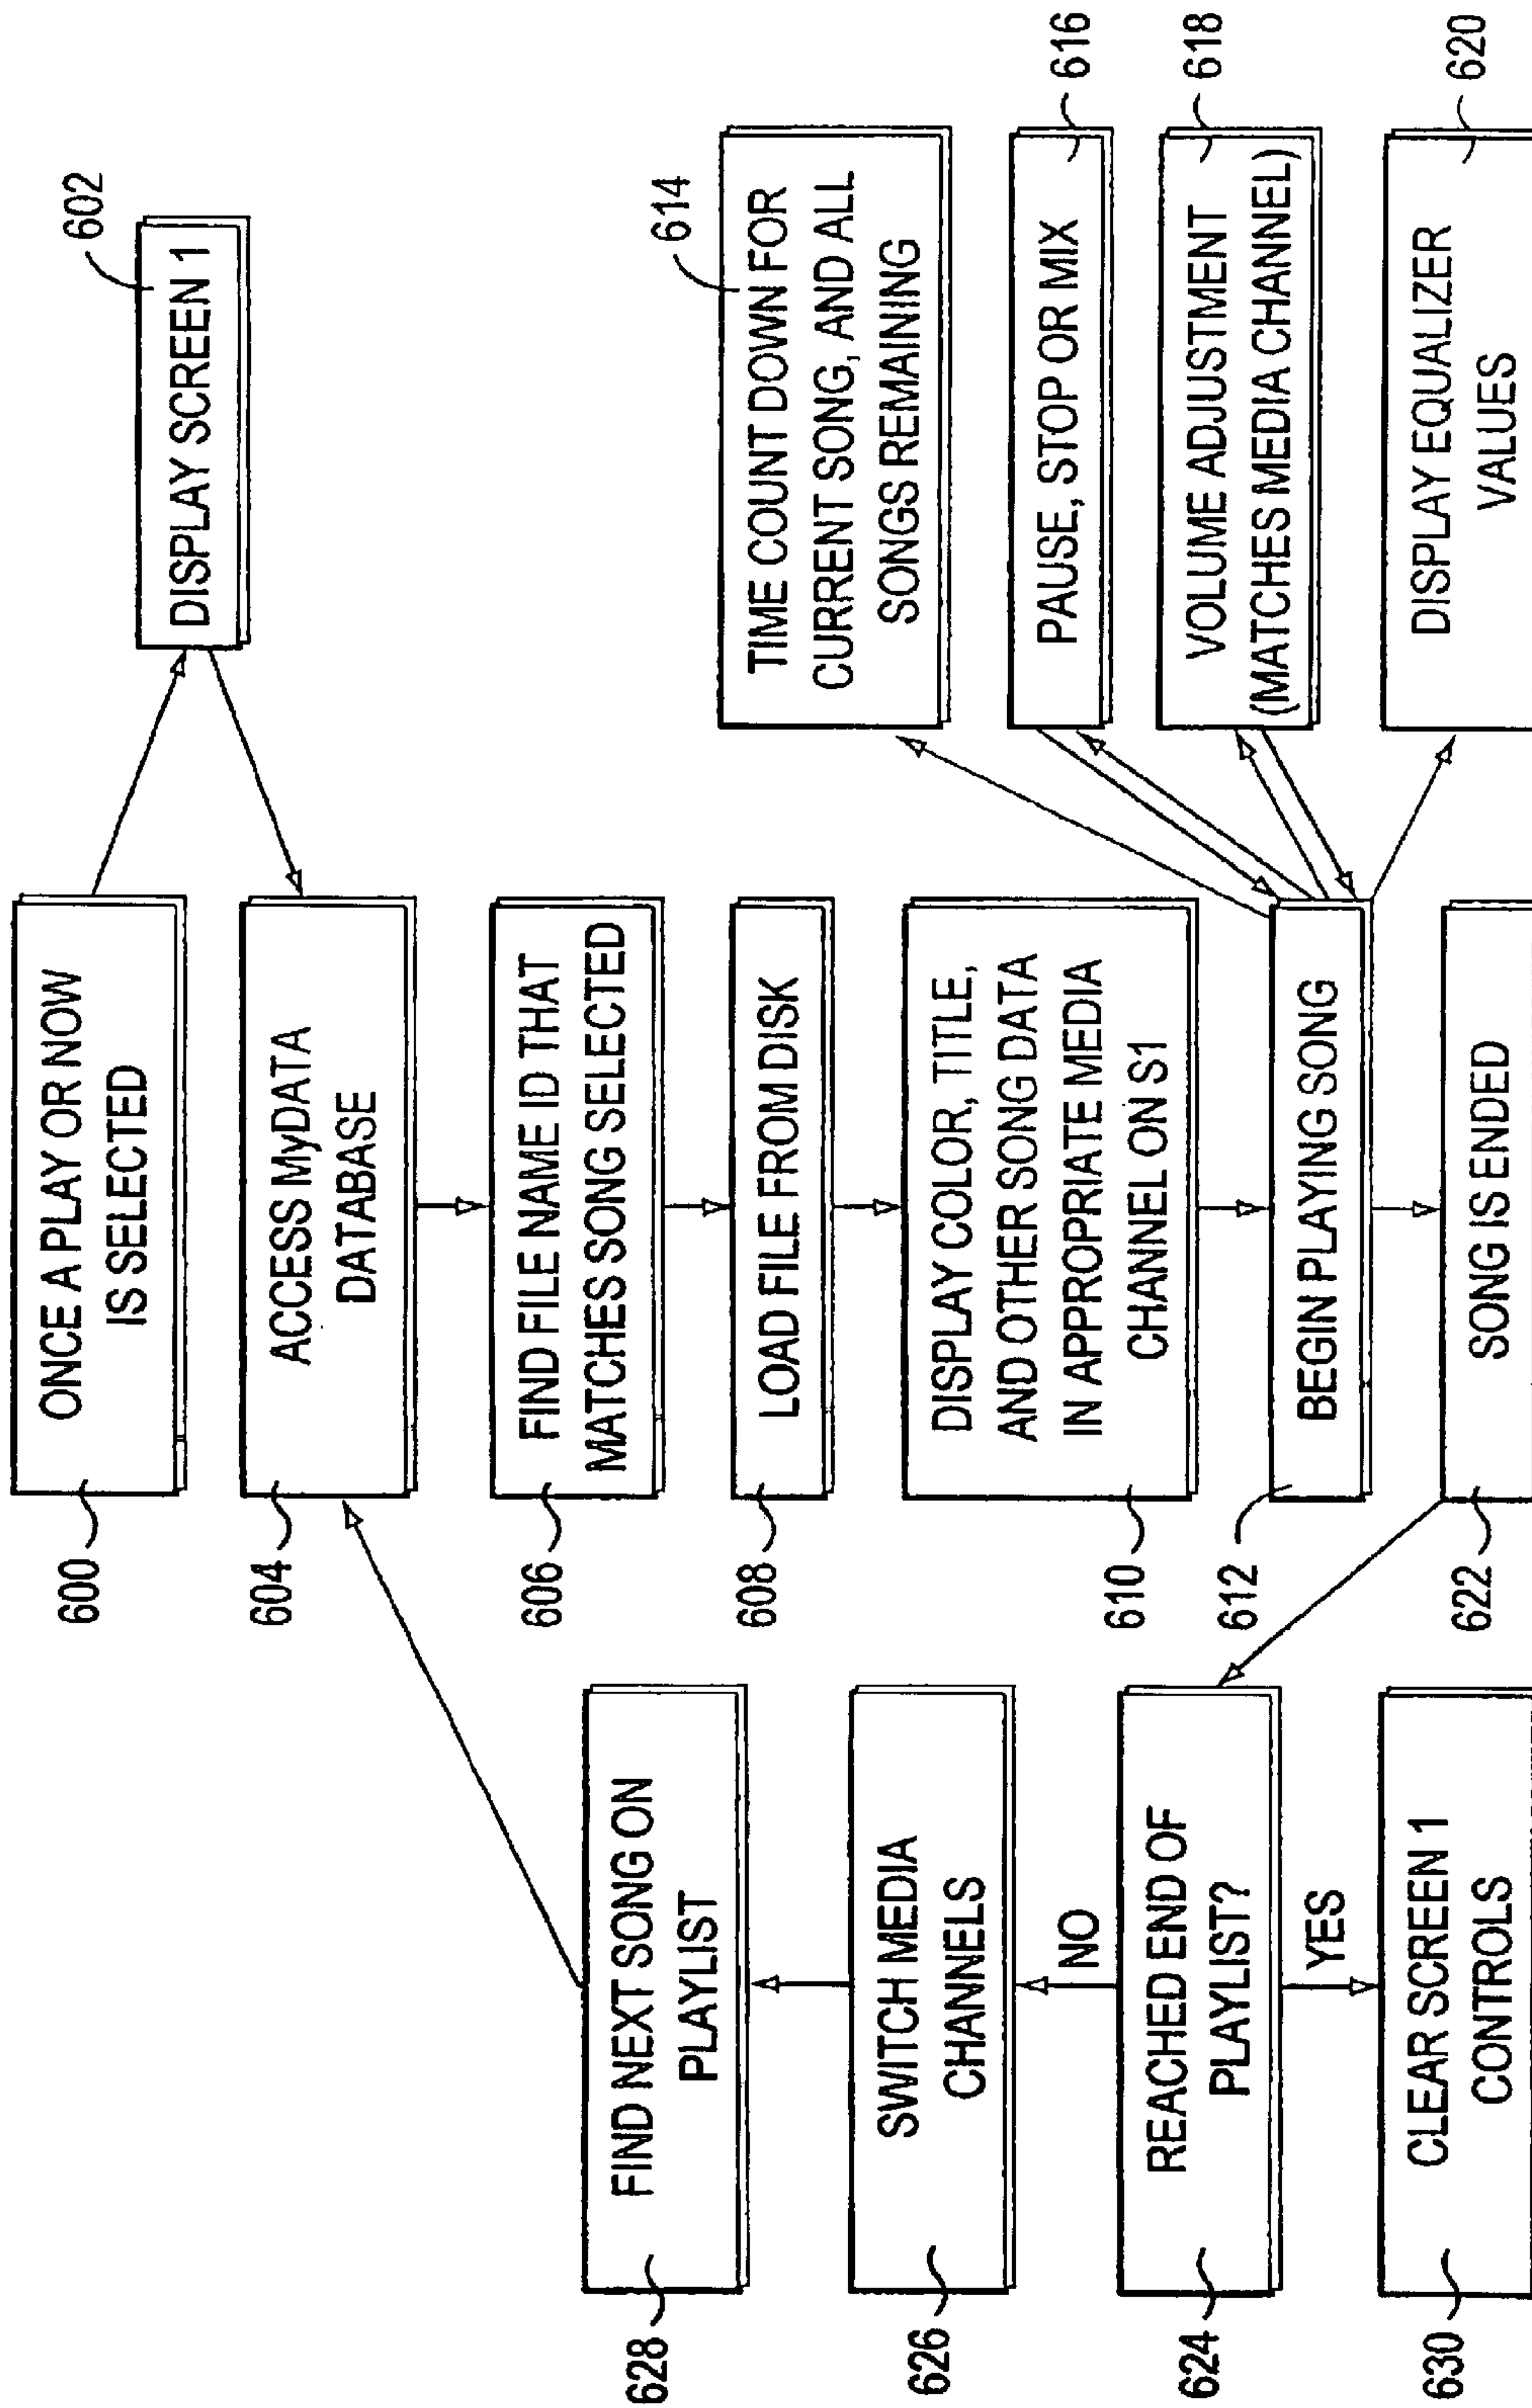 600
ONCE A PLAY OR NOW
IS SELECTED
602
DISPLAY SCREEN 1
604
ACCESS MyDATA
DATABASE
606
FIND FILE NAME ID THAT
MATCHES SONG SELECTED
608
LOAD FILE FROM DISK
610
DISPLAY COLOR, TITLE,
AND OTHER SONG DATA
IN APPROPRIATE MEDIA
CHANNEL ON S1
612
BEGIN PLAYING SONG
614
TIME COUNT DOWN FOR
CURRENT SONG, AND ALL
SONGS REMAINING
616
PAUSE, STOP OR MIX
618
VOLUME ADJUSTMENT
(MATCHES MEDIA CHANNEL)
620
DISPLAY EQUALIZER
VALUES
622
SONG IS ENDED
628
FIND NEXT SONG ON
PLAYLIST
626
SWITCH MEDIA
CHANNELS
NO
624
REACHED END OF
PLAYLIST?
YES
630
CLEAR SCREEN 1
CONTROLS